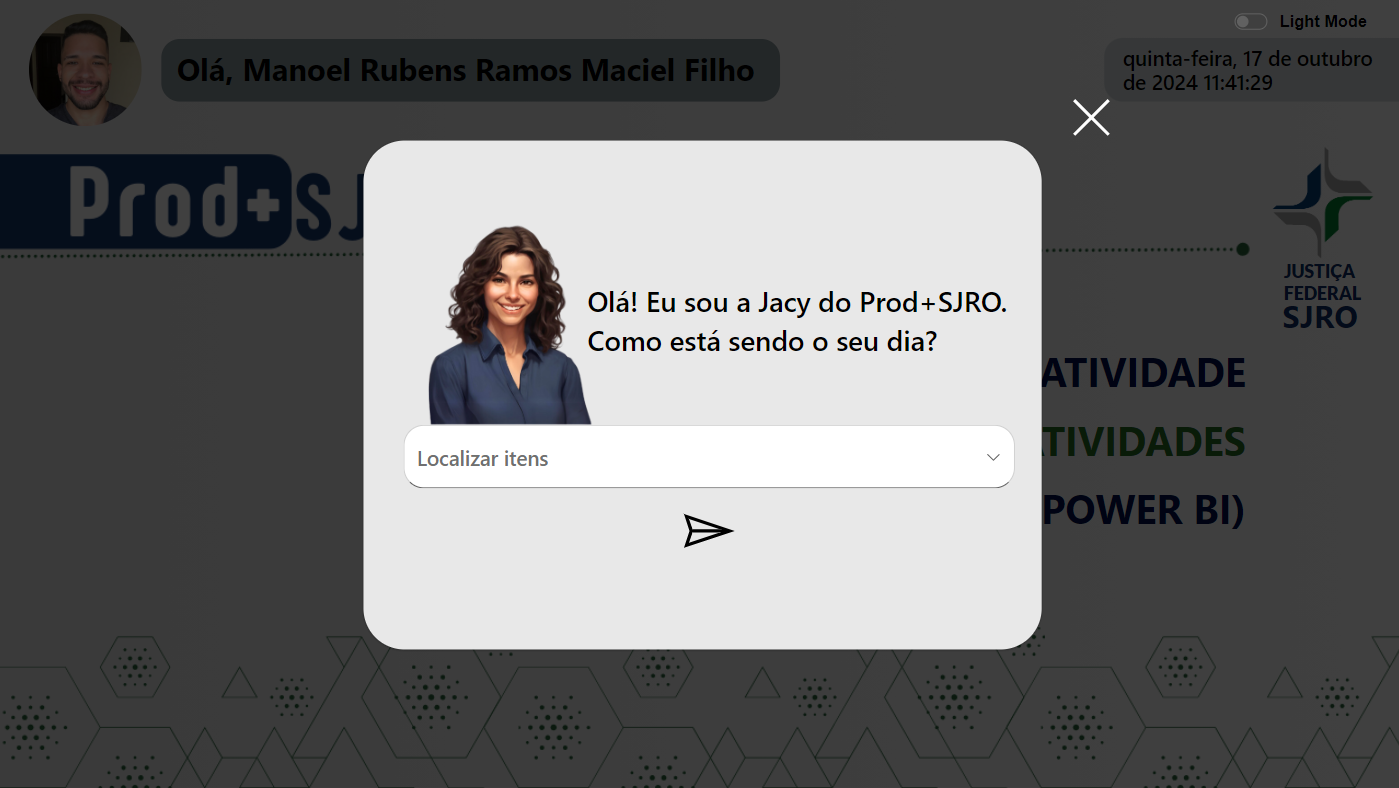 Light Mode
Olá, Manoel Rubens Ramos Maciel Filho
quinta-feira, 17 de outubro
de 2024 11:41:29
Prod+SJ
JUSTIÇA
FEDERAL
SJRO
Olá! Eu sou a Jacy do Prod+SJRO.
Como está sendo o seu dia?
ATIVIDADE
TIVIDADES
Localizar itens
POWER BI)